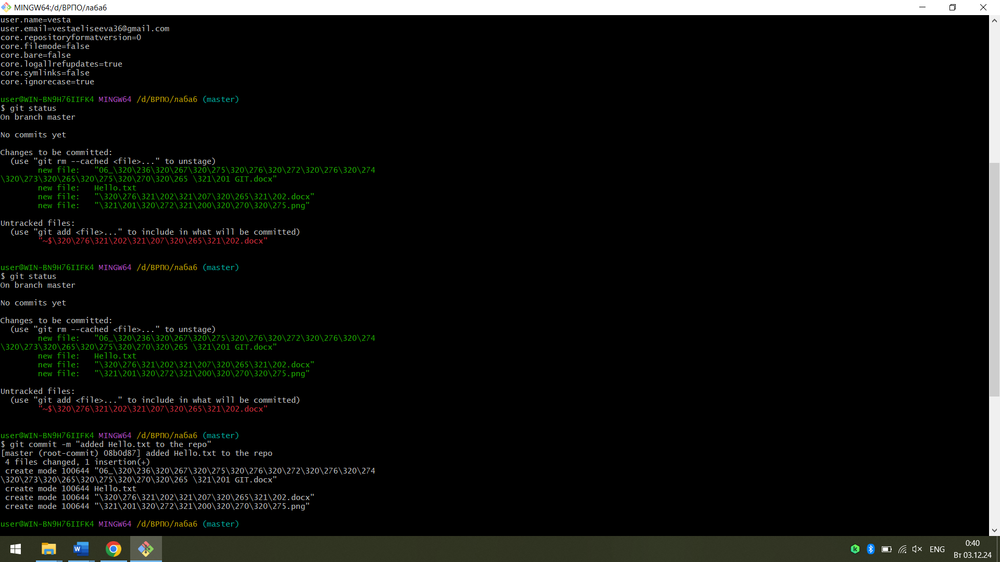 MINGW64:/d/ВРПО/лаба6
user.name=vesta
user.email=vestaeliseeva36@gmail.com
core.repositoryformatversion=0
core.filemode=false
core.bare=false
core.logallrefupdates=true
core.symlinks=false
core.ignorecase=true
user@WIN-BN9H76IIFK4 MINGW64 /d/ВРПО/лаба6 (master)
$ git status
On branch master
No commits yet
Changes to be committed:
(use "git rm --cached <file>..." to unstage)
new file:   "06_\320\236\320\267\320\275\320\276\320\272\320\276\320\274
\320\273\320\265\320\275\320\270\320\265 \321\201 GIT.docx"
new file:   Hello.txt
new file:   "\320\276\321\202\321\207\320\265\321\202.docx"
new file:   "\321\201\320\272\321\200\320\270\320\275.png"
Untracked files:
(use "git add <file>..." to include in what will be committed)
"~$\320\276\321\202\321\207\320\265\321\202.docx"
user@WIN-BN9H76IIFK4 MINGW64 /d/ВРПО/лаба6 (master)
$ git status
On branch master
No commits yet
Changes to be committed:
(use "git rm --cached <file>..." to unstage)
new file:   "06_\320\236\320\267\320\275\320\276\320\272\320\276\320\274
\320\273\320\265\320\275\320\270\320\265 \321\201 GIT.docx"
new file:   Hello.txt
new file:   "\320\276\321\202\321\207\320\265\321\202.docx"
new file:   "\321\201\320\272\321\200\320\270\320\275.png"
Untracked files:
(use "git add <file>..." to include in what will be committed)
"~$\320\276\321\202\321\207\320\265\321\202.docx"
user@WIN-BN9H76IIFK4 MINGW64 /d/ВРПО/лаба6 (master)
$ git commit -m "added Hello.txt to the repo"
[master (root-commit) 08b0d87] added Hello.txt to the repo
4 files changed, 1 insertion(+)
create mode 100644 "06_\320\236\320\267\320\275\320\276\320\272\320\276\320\274
\320\273\320\265\320\275\320\270\320\265 \321\201 GIT.docx"
create mode 100644 Hello.txt
create mode 100644 "\320\276\321\202\321\207\320\265\321\202.docx"
create mode 100644 "\321\201\320\272\321\200\320\270\320\275.png"
user@WIN-BN9H76IIFK4 MINGW64 /d/ВРПО/лаба6 (master)
ENG
0:40
Вт 03.12.24